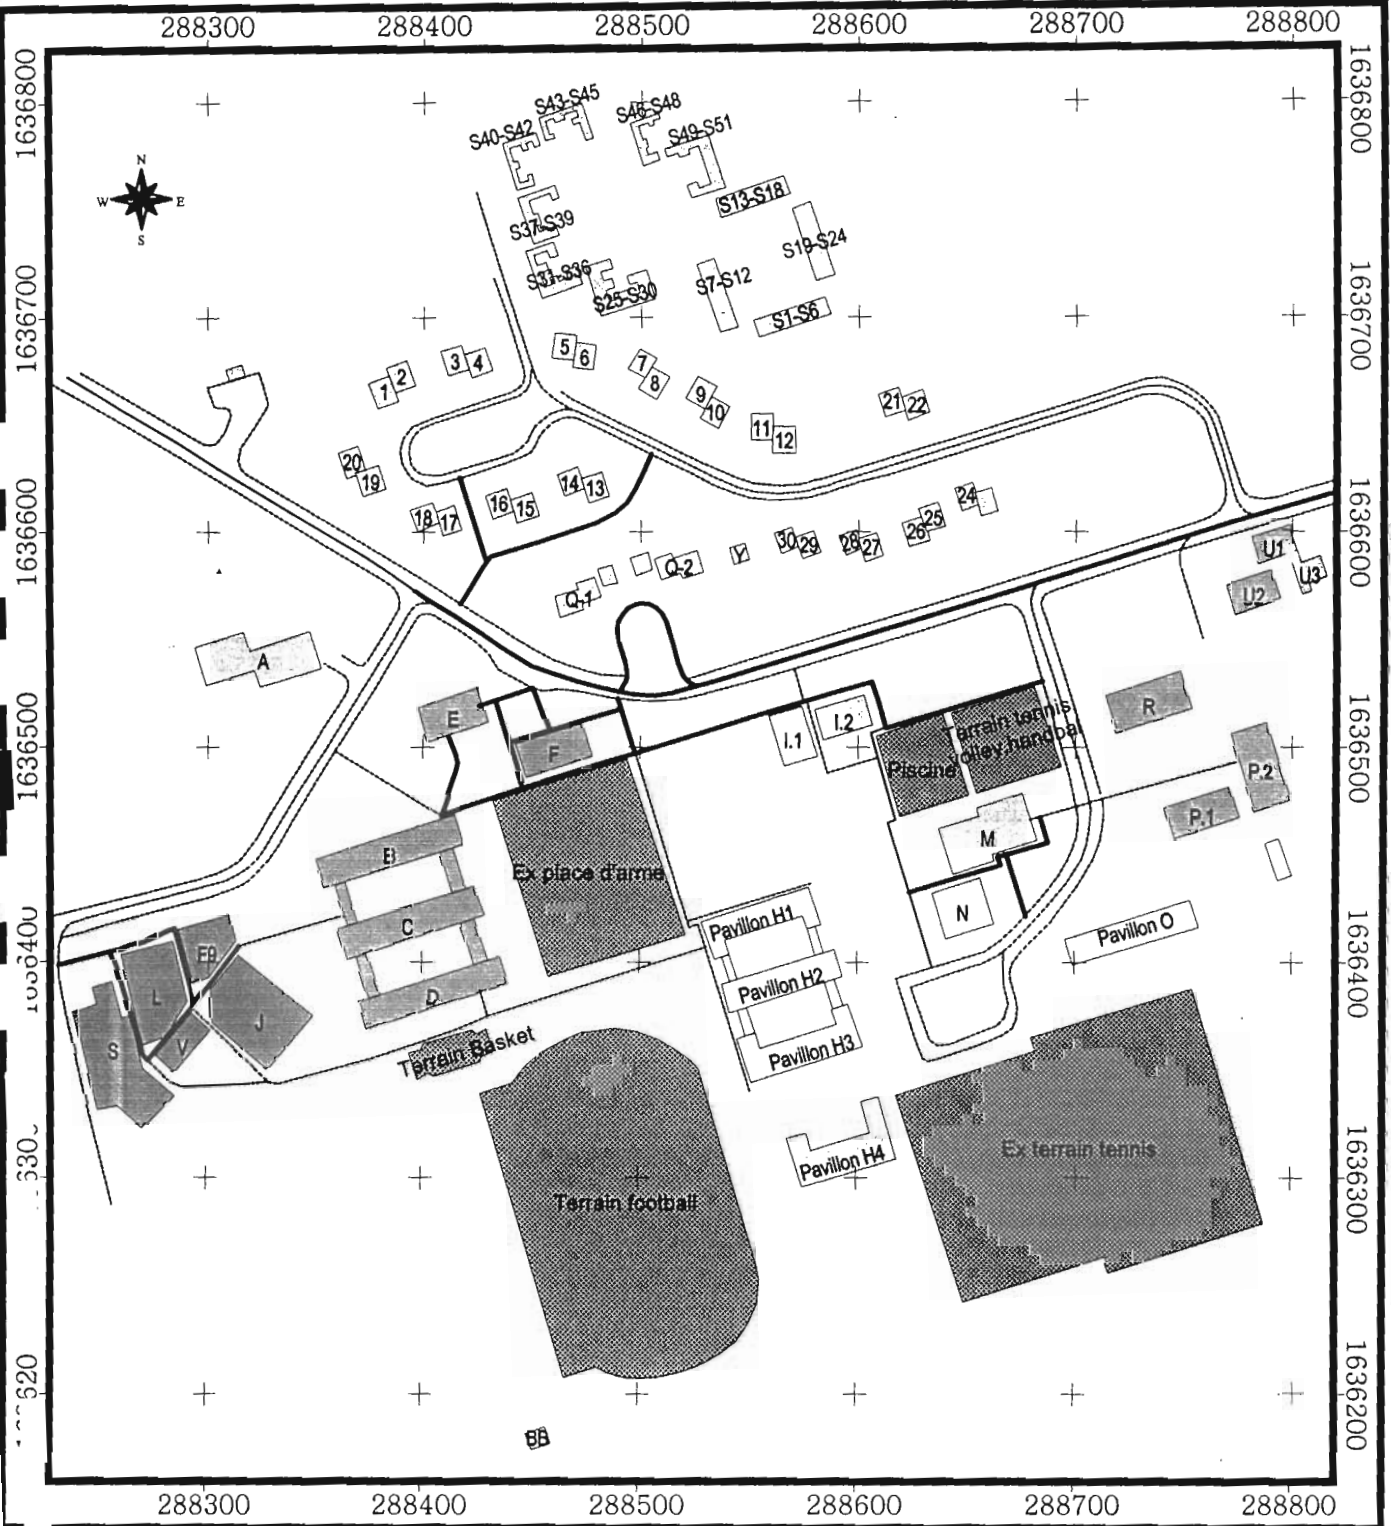 288300 288400 288500 288600 288700 288800
1636800
1636800
S43-S45
S46-S48
S40-S42
S49-S51
N
W E
S
S13-S18
S37-S39
S19-S24
S31-S36
S7-S12
S25-S30
1636700
1636700
S1-S6
5
6
3 4
7
8
2
1
9
10
21 22
11
12
20
19
14 13
16 15
24
18 17
25
26
1636600
1636600
30 29
28 27
Y
Q-2
Q-1
U1
U3
U2
A
R
E
I.2
I.1
F
Terrain tennis
volley.handbal
1636500
1636500
Piscine
P.2
P.1
M
B
Ex place d'arme
N
C
Pavillon H1
Pavillon O
F9
1636400
Pavillon H2
L
D
J
V
S
Terrain Basket
Pavillon H3
Ex terrain tennis
Pavillon H4
1636300
Terrain football
1636200
BB
288300 288400 288500 288600 288700 288800